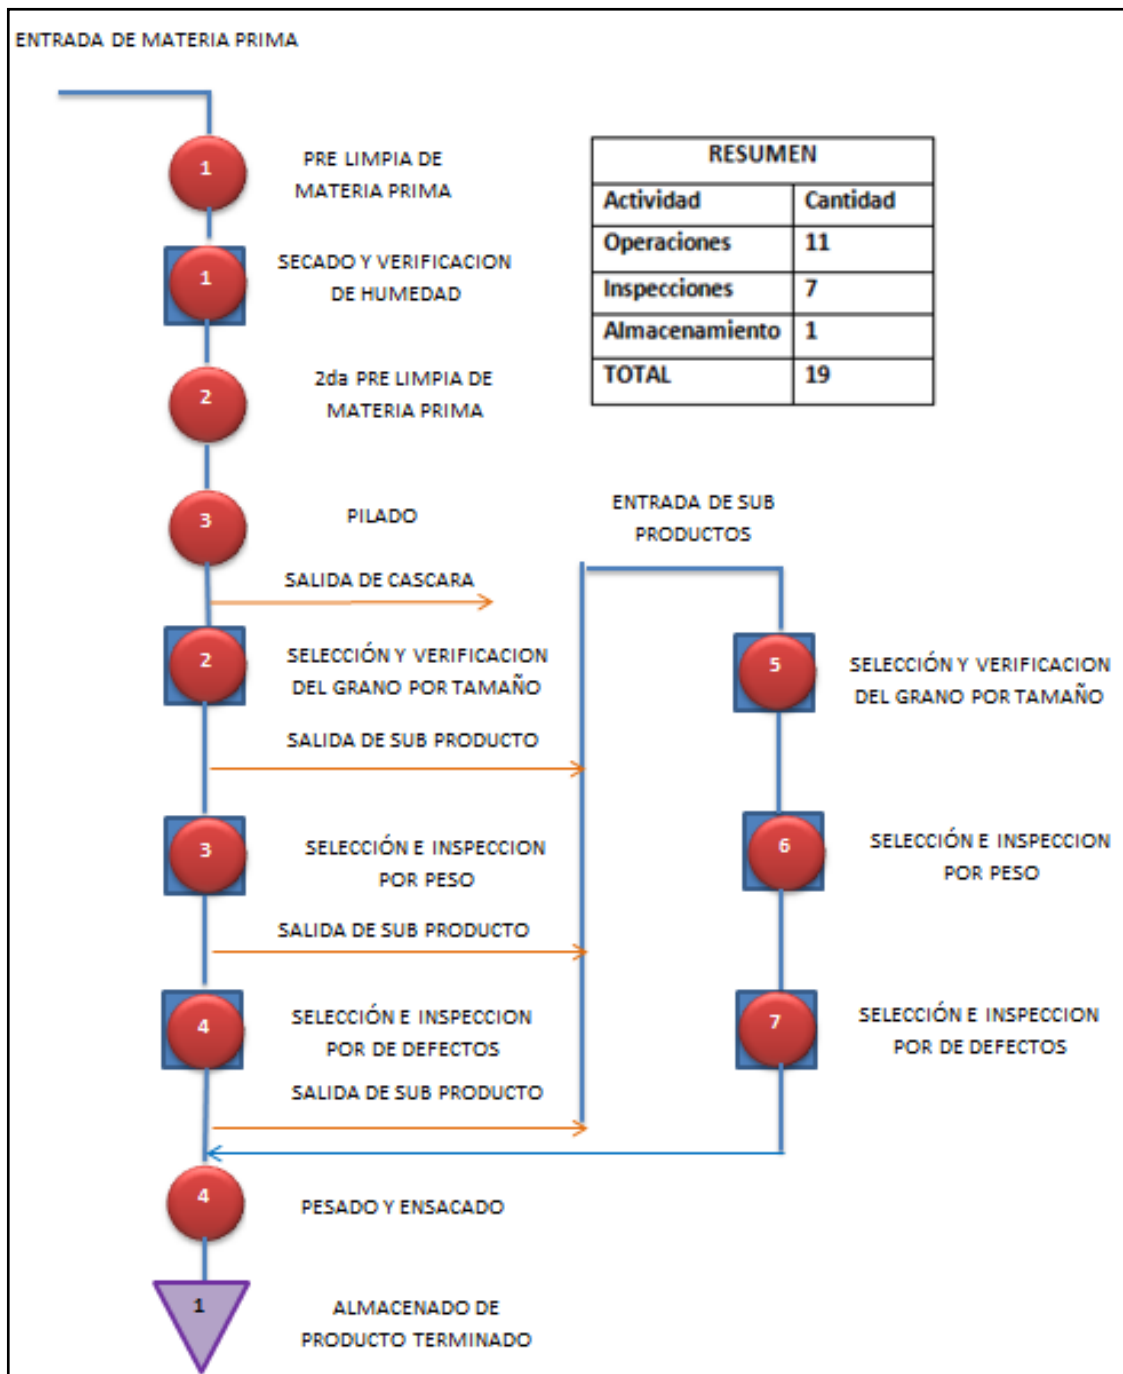 ENTRADA DE MATERIA PRIMA
1
PRE LIMPIA DE
MATERIA PRIMA
RESUMEN
Actividad Cantidad
Operaciones 11
Inspecciones 7
Almacenamiento 1
TOTAL 19
1
SECADO Y VERIFICACION
DE HUMEDAD
2
2da PRE LIMPIA DE
MATERIA PRIMA
3
PILADO
SALIDA DE CASCARA
2
SELECCIÓN Y VERIFICACION
DEL GRANO POR TAMAÑO
SALIDA DE SUB PRODUCTO
3
SELECCIÓN E INSPECCION
POR PESO
SALIDA DE SUB PRODUCTO
4
SELECCIÓN E INSPECCION
POR DE DEFECTOS
SALIDA DE SUB PRODUCTO
ENTRADA DE SUB
PRODUCTOS
5
SELECCIÓN Y VERIFICACION
DEL GRANO POR TAMAÑO
6
SELECCIÓN E INSPECCION
POR PESO
7
SELECCIÓN E INSPECCION
POR DE DEFECTOS
4
PESADO Y ENSACADO
1
ALMACENADO DE
PRODUCTO TERMINADO